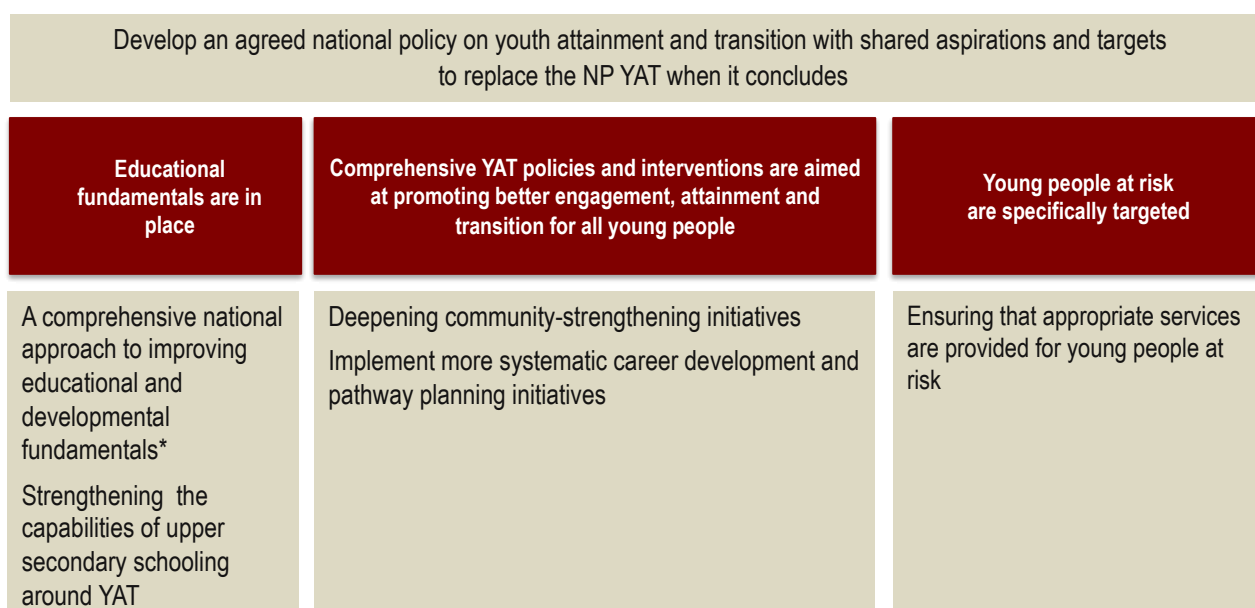 Develop an agreed national policy on youth attainment and transition with shared aspirations and targets
to replace the NP YAT when it concludes
Educational
fundamentals are in
place
Comprehensive YAT policies and interventions are aimed
at promoting better engagement, attainment and
transition for all young people
Young people at risk
are specifically targeted
A comprehensive national
approach to improving
educational and
developmental
fundamentals*
Strengthening the
capabilities of upper
secondary schooling
around YAT
Deepening community-strengthening initiatives
Implement more systematic career development and
pathway planning initiatives
Ensuring that appropriate services
are provided for young people at
risk